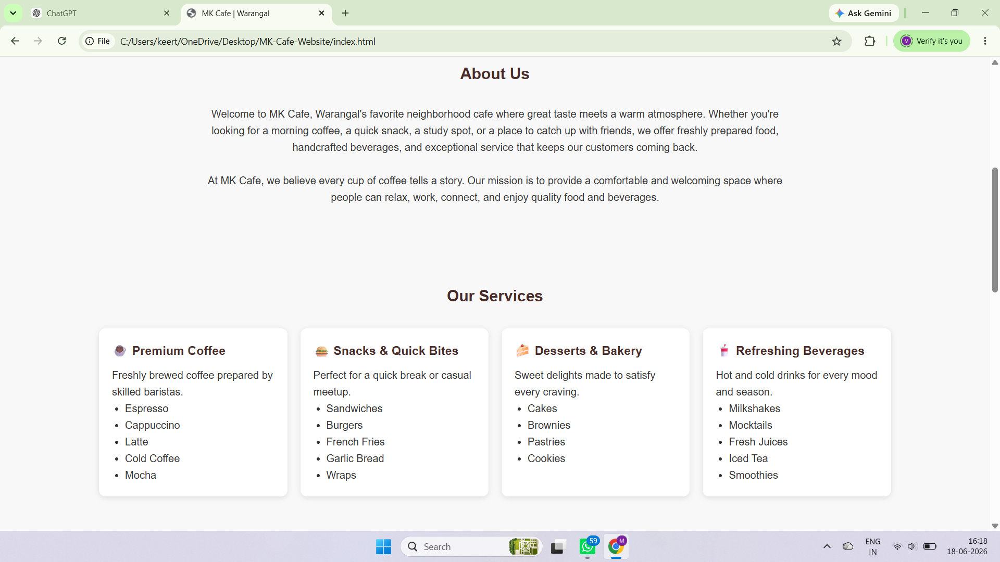 ChatGPT
MK Cafe | Warangal
Ask Gemini
File
C:/Users/keert/OneDrive/Desktop/MK-Cafe-Website/index.html
M
Verify it's you
About Us
Welcome to MK Cafe, Warangal's favorite neighborhood cafe where great taste meets a warm atmosphere. Whether you're
looking for a morning coffee, a quick snack, a study spot, or a place to catch up with friends, we offer freshly prepared food,
handcrafted beverages, and exceptional service that keeps our customers coming back.
At MK Cafe, we believe every cup of coffee tells a story. Our mission is to provide a comfortable and welcoming space where
people can relax, work, connect, and enjoy quality food and beverages.
Our Services
Premium Coffee
Freshly brewed coffee prepared by
skilled baristas.
• Espresso
• Cappuccino
• Latte
• Cold Coffee
• Mocha
Snacks & Quick Bites
Perfect for a quick break or casual
meetup.
• Sandwiches
• Burgers
• French Fries
• Garlic Bread
• Wraps
Desserts & Bakery
Sweet delights made to satisfy
every craving.
• Cakes
• Brownies
• Pastries
• Cookies
Refreshing Beverages
Hot and cold drinks for every mood
and season.
• Milkshakes
• Mocktails
• Fresh Juices
• Iced Tea
• Smoothies
Search
59
M
ENG
IN
16:18
18-06-2026